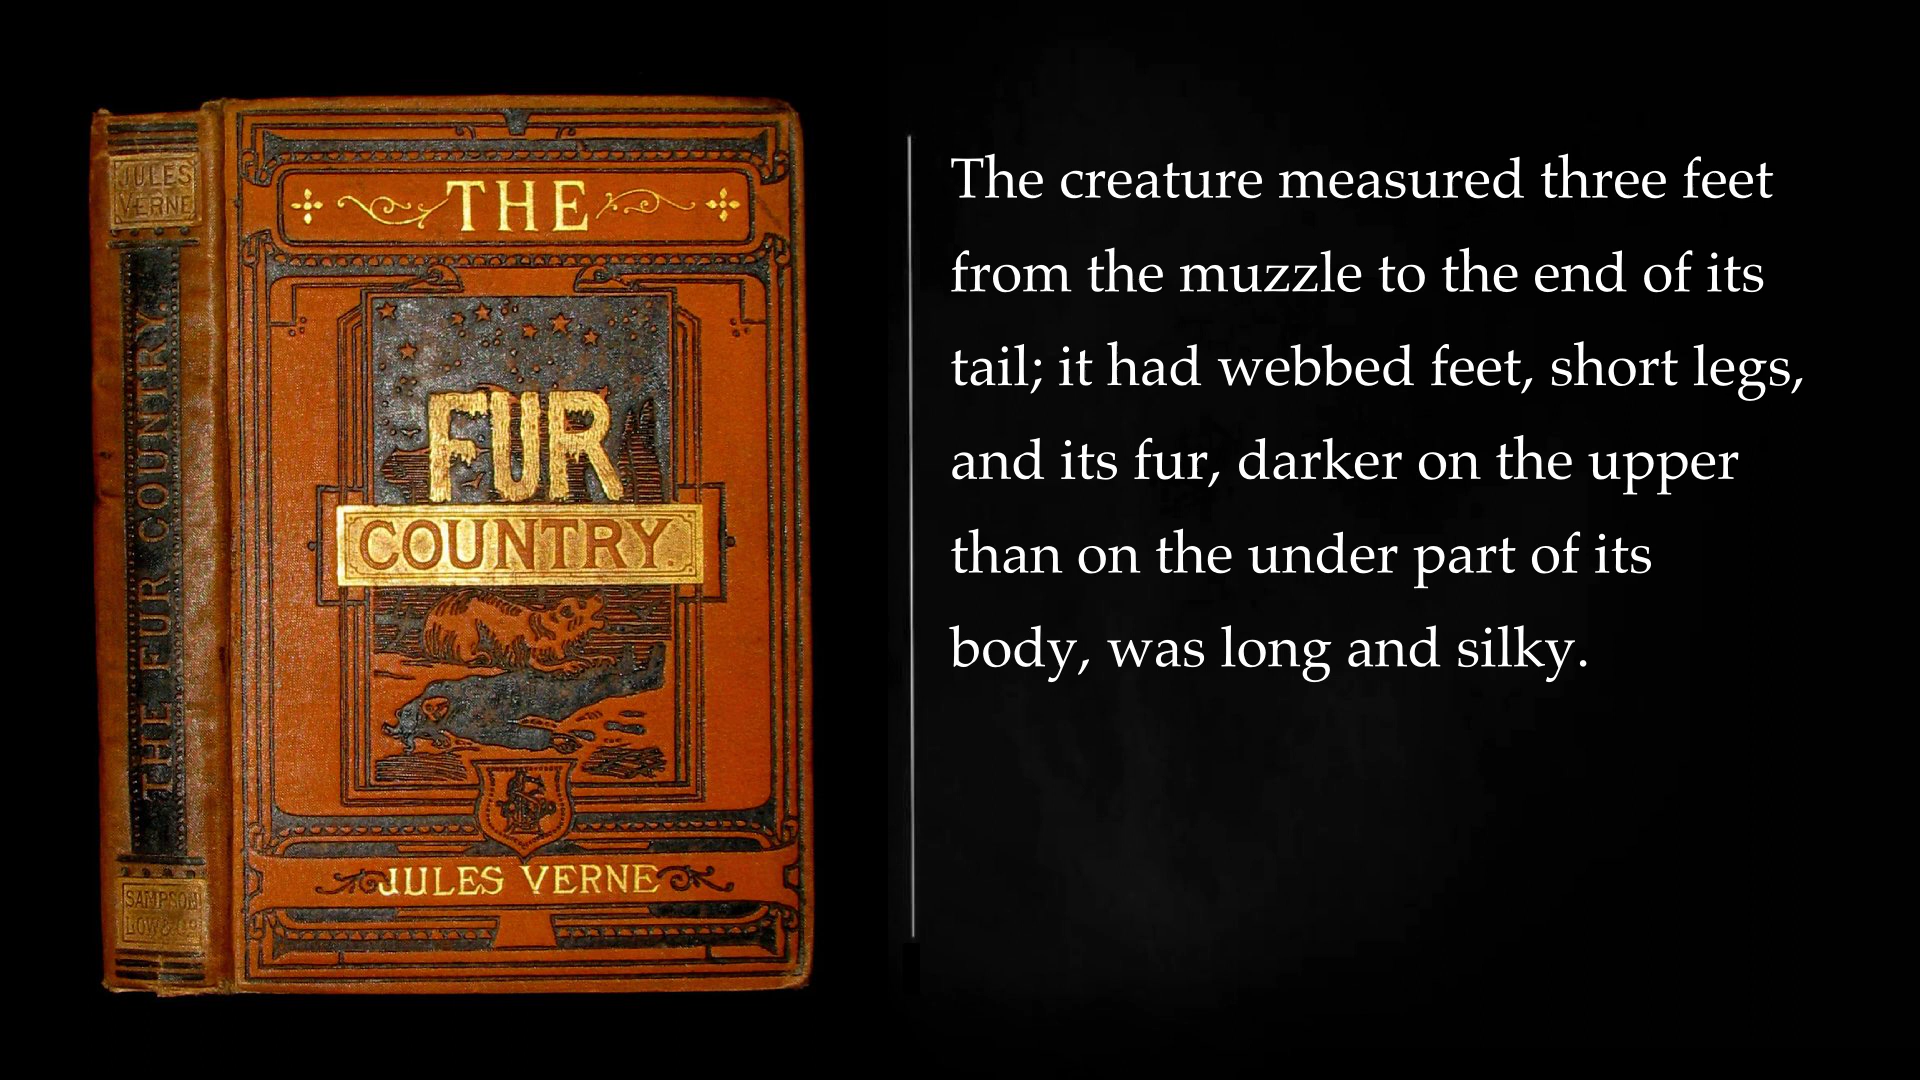 JULES
VERNE
THE FUR COUNTRY.
SAMPSON
LOW & Co
THE
FUR
COUNTRY.
JULES VERNE
The creature measured three feet
from the muzzle to the end of its
tail; it had webbed feet, short legs,
and its fur, darker on the upper
than on the under part of its
body, was long and silky.